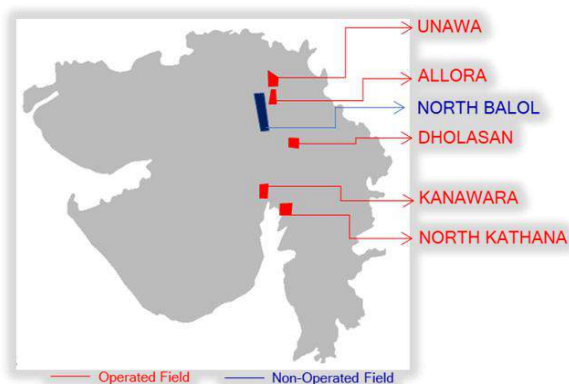 UNAWA
ALLORA
NORTH BALOL
DHOLASAN
KANAWARA
NORTH KATHANA
Operated Field Non-Operated Field